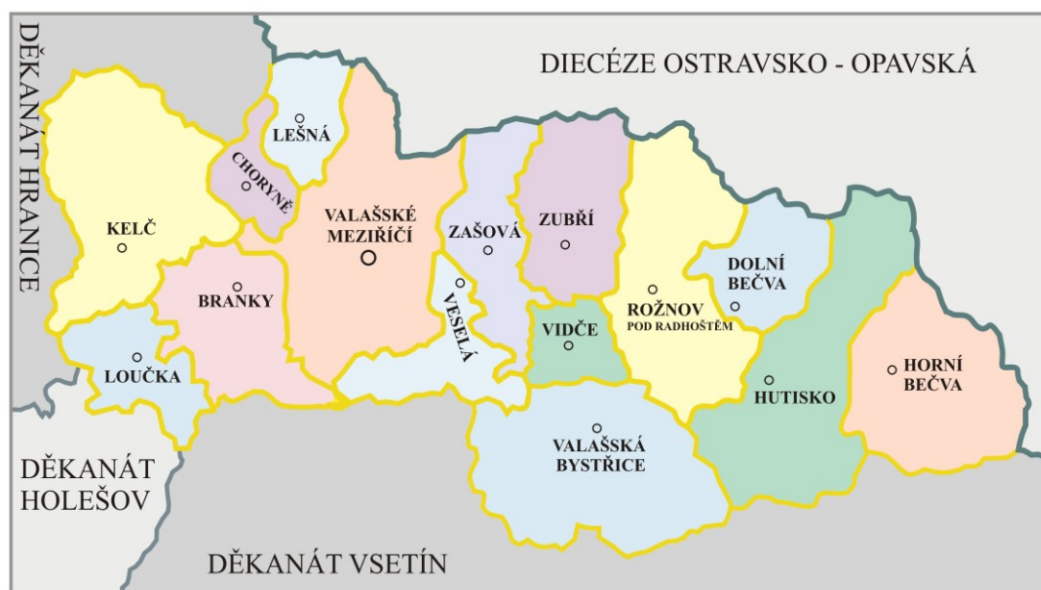 DĚKANÁT HRANICE
DIECÉZE OSTRAVSKO - OPAVSKÁ
LEŠNÁ
CHORYNĚ
KELČ
VALAŠSKÉ
MEZIŘÍČÍ
ZAŠOVÁ
ZUBŘÍ
DOLNÍ
BEČVA
BRANKY
VESELÁ
ROŽNOV
POD RADHOŠTĚM
VIDČE
LOUČKA
HUTISKO
HORNÍ
BEČVA
VALAŠSKÁ
BYSTŘICE
DĚKANÁT
HOLEŠOV
DĚKANÁT VSETÍN